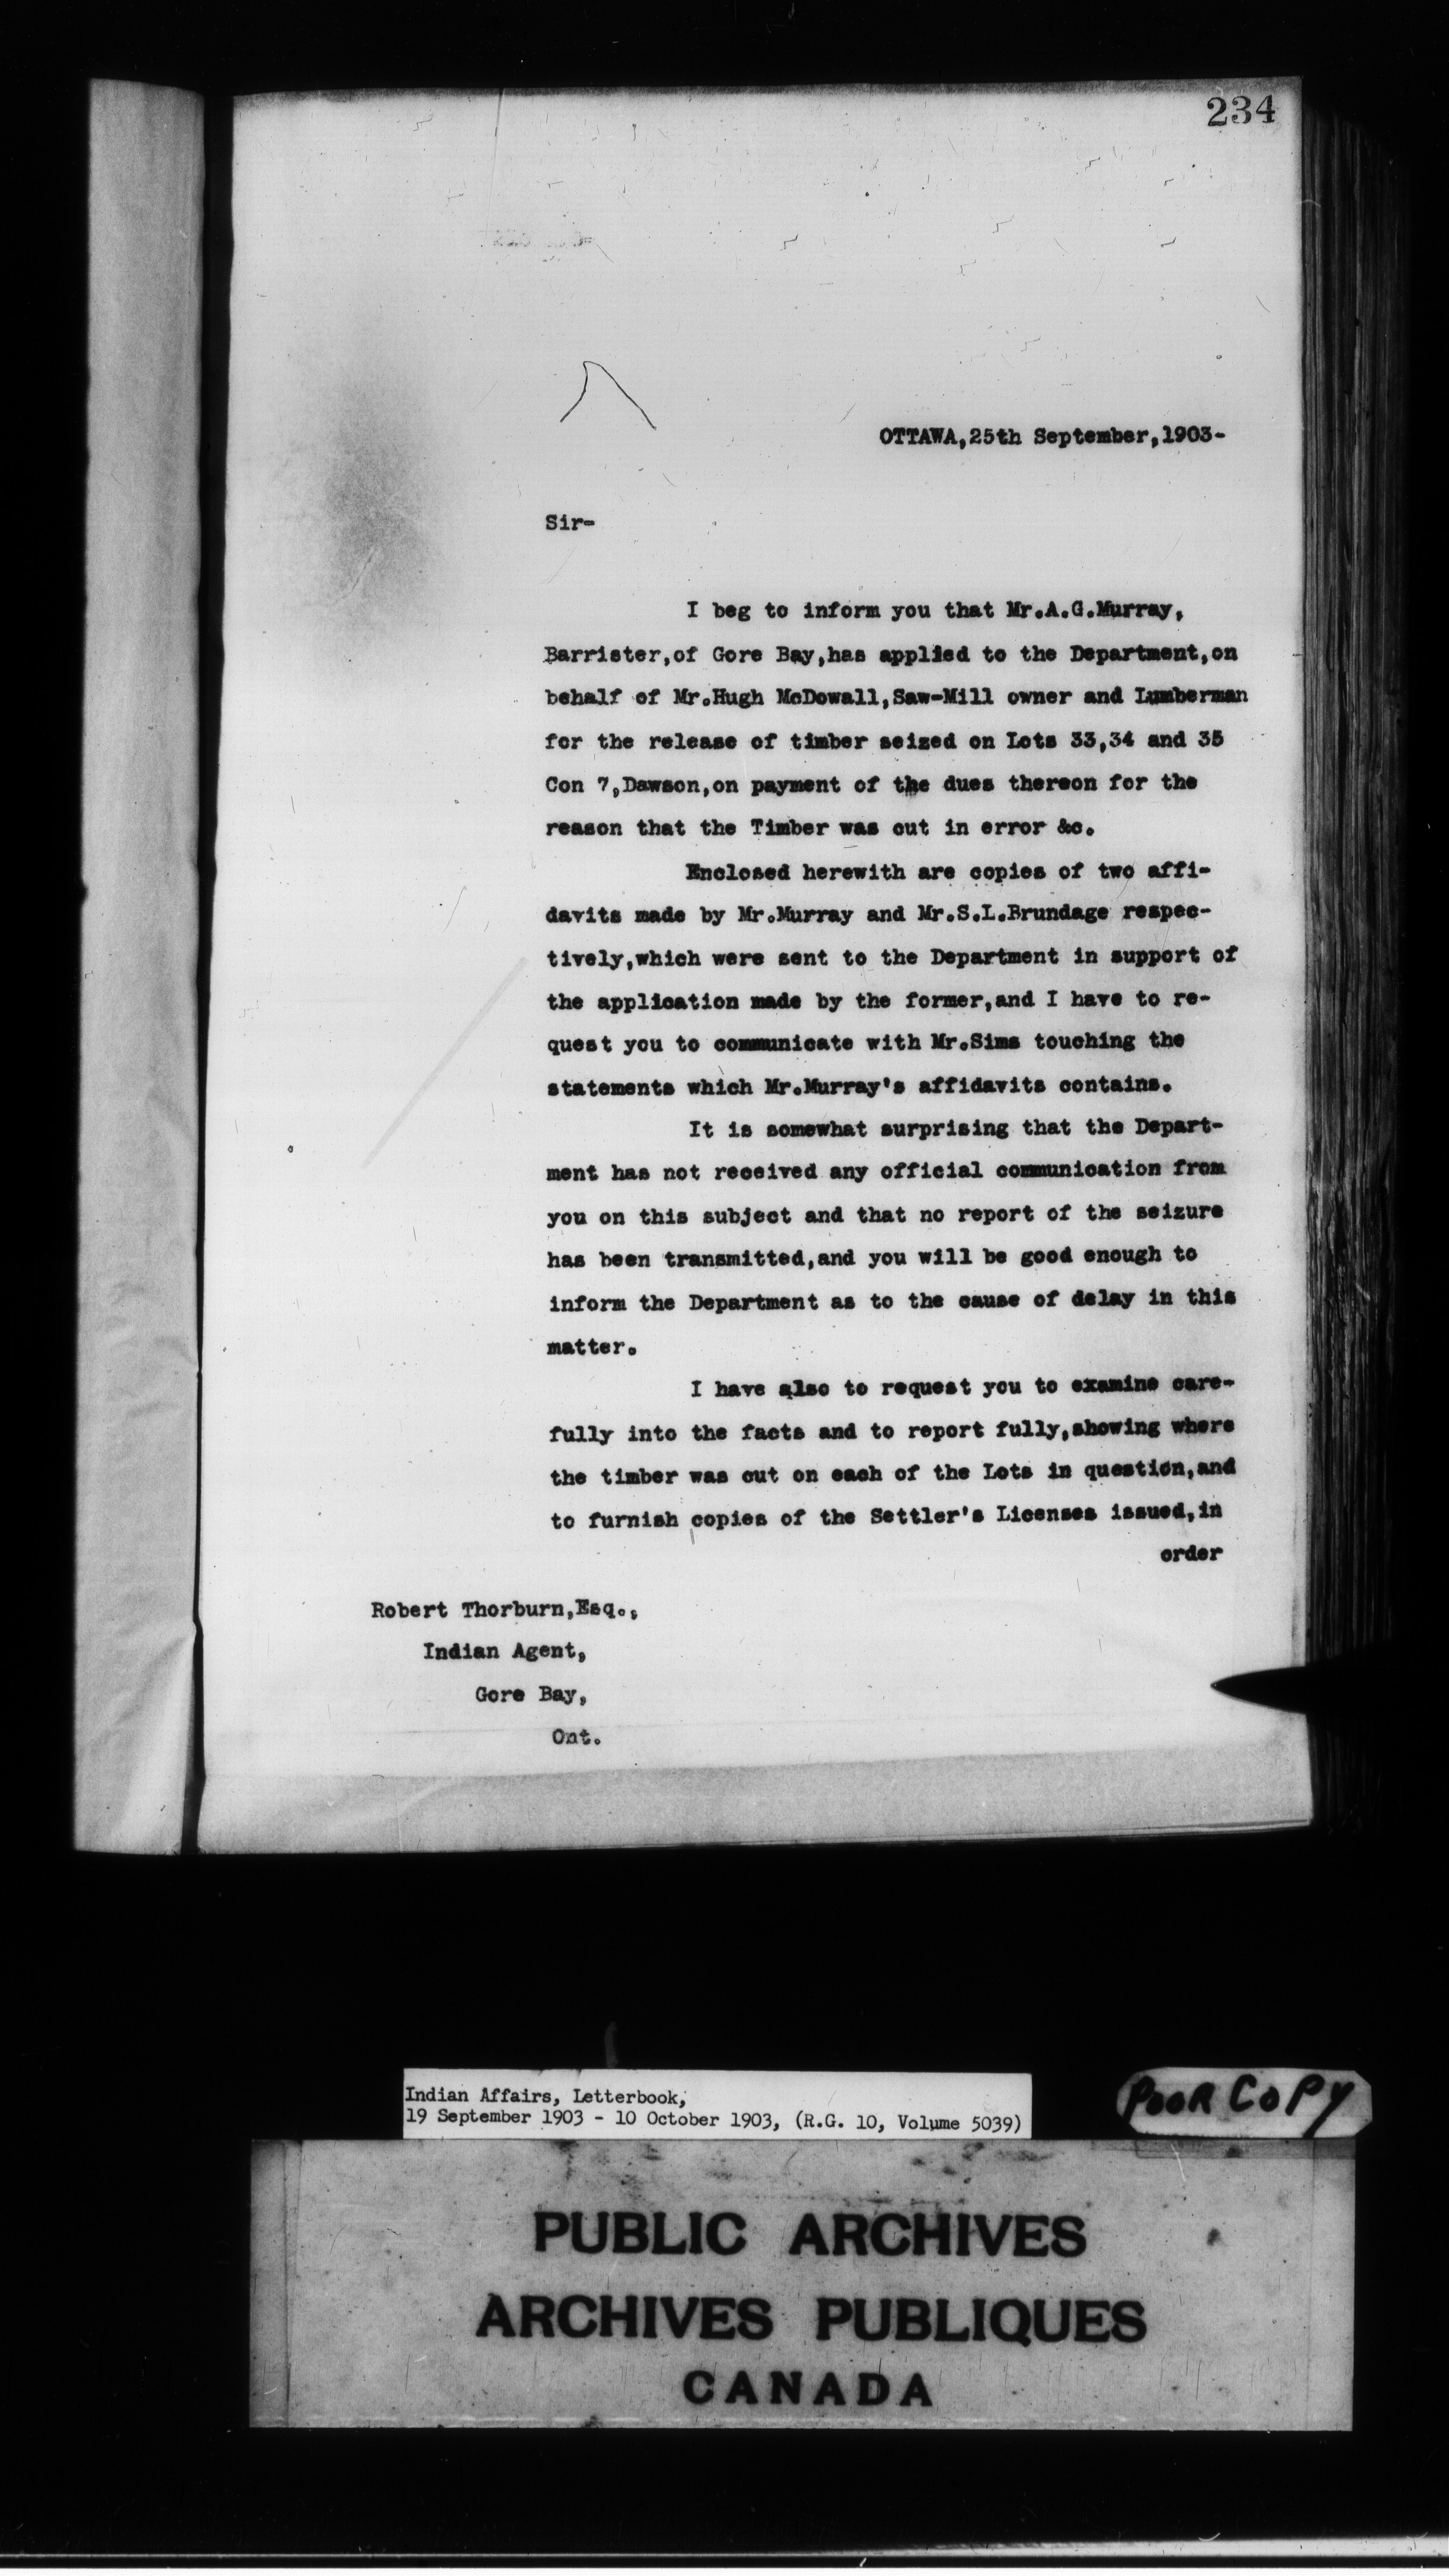 234
OTTAWA,25th September,1903-
Sir-
I beg to inform you that Mr.A.G.Murray,
Barrister,of Gore Bay,has applied to the Department,on
behalf of Mr.Hugh McDowall,Saw-Mill owner and Lumberman
for the release of timber seized on Lots 33,34 and 35
Con 7,Dawson,on payment of the dues thereon for the
reason that the Timber was cut in error &c.
Enclosed herewith are copies of two affi-
davits made by Mr.Murray and Mr.S.L.Brundage respec-
tively,which were sent to the Department in support of
the application made by the former,and I have to re-
quest you to communicate with Mr.Sims touching the
statements which Mr.Murray's affidavits contains.
It is somewhat surprising that the Depart-
ment has not received any official communication from
you on this subject and that no report of the seizure
has been transmitted,and you will be good enough to
inform the Department as to the cause of delay in this
matter.
I have also to request you to examine care-
fully into the facts and to report fully,showing where
the timber was cut on each of the Lots in question,and
to furnish copies of the Settler's Licenses issued,in
order
Robert Thorburn,Esq.,
Indian Agent,
Gore Bay,
Ont.
Indian Affairs, Letterbook,
19 September 1903 - 10 October 1903, (R.G. 10, Volume 5039)
POOR COPY
PUBLIC ARCHIVES
ARCHIVES PUBLIQUES
CANADA